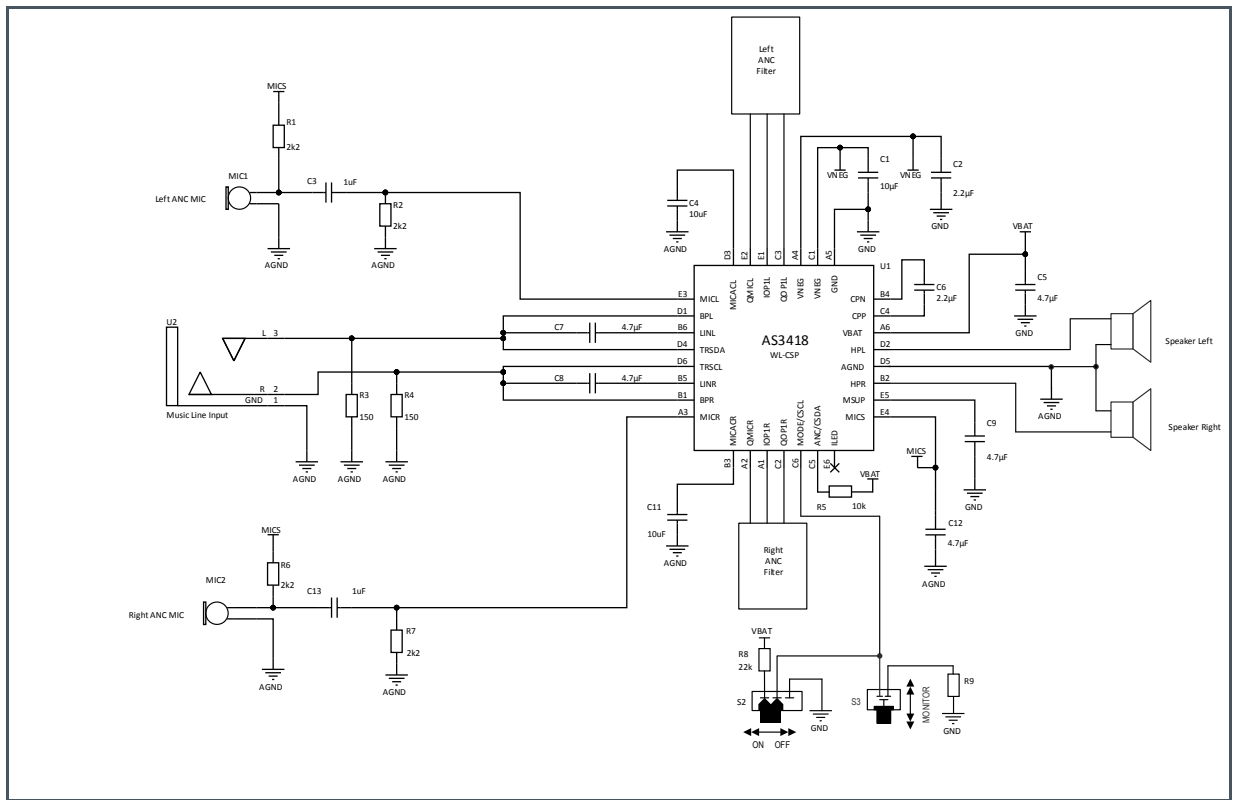 Left
ANC
Filter
MICS
R1
2k2
MIC1
C3
1uF
Left ANC MIC
R2
2k2
AGND
AGND
C4
10uF
AGND
VNEG
C1
10µF
GND
VNEG
C2
2.2µF
GND
VBAT
C5
4.7µF
GND
D3
E2
E1
C3
A4
C1
A5
U1
MICACL
QMICL
IOP1L
QOP1L
VNEG
VNEG
GND
E3 MICL
D1 BPL
B6 LINL
D4 TRSDA
D6 TRSCL
B5 LINR
B1 BPR
A3 MICR
AS3418
WL-CSP
CPN B4
CPP C4
VBAT A6
HPL D2
AGND D5
HPR B2
MSUP E5
MICS E4
C6
2.2µF
C7 4.7µF
C8 4.7µF
U2
L 3
R 2
GND 1
Music Line Input
R3
150
R4
150
AGND
AGND
AGND
Speaker Left
Speaker Right
AGND
MICACR
QMICR
IOP1R
QOP1R
MODE/CSCL
ANC/CSDA
ILED
B3
A2
A1
C2
C6
C5
E6
VBAT
R5
10k
C9
4.7µF
GND
MICS
C12
4.7µF
AGND
C11
10uF
AGND
Right
ANC
Filter
MICS
R6
2k2
MIC2
C13
1uF
Right ANC MIC
R7
2k2
AGND
AGND
VBAT
R8
22k
S2
GND
ON OFF
S3
MONITOR
R9
GND